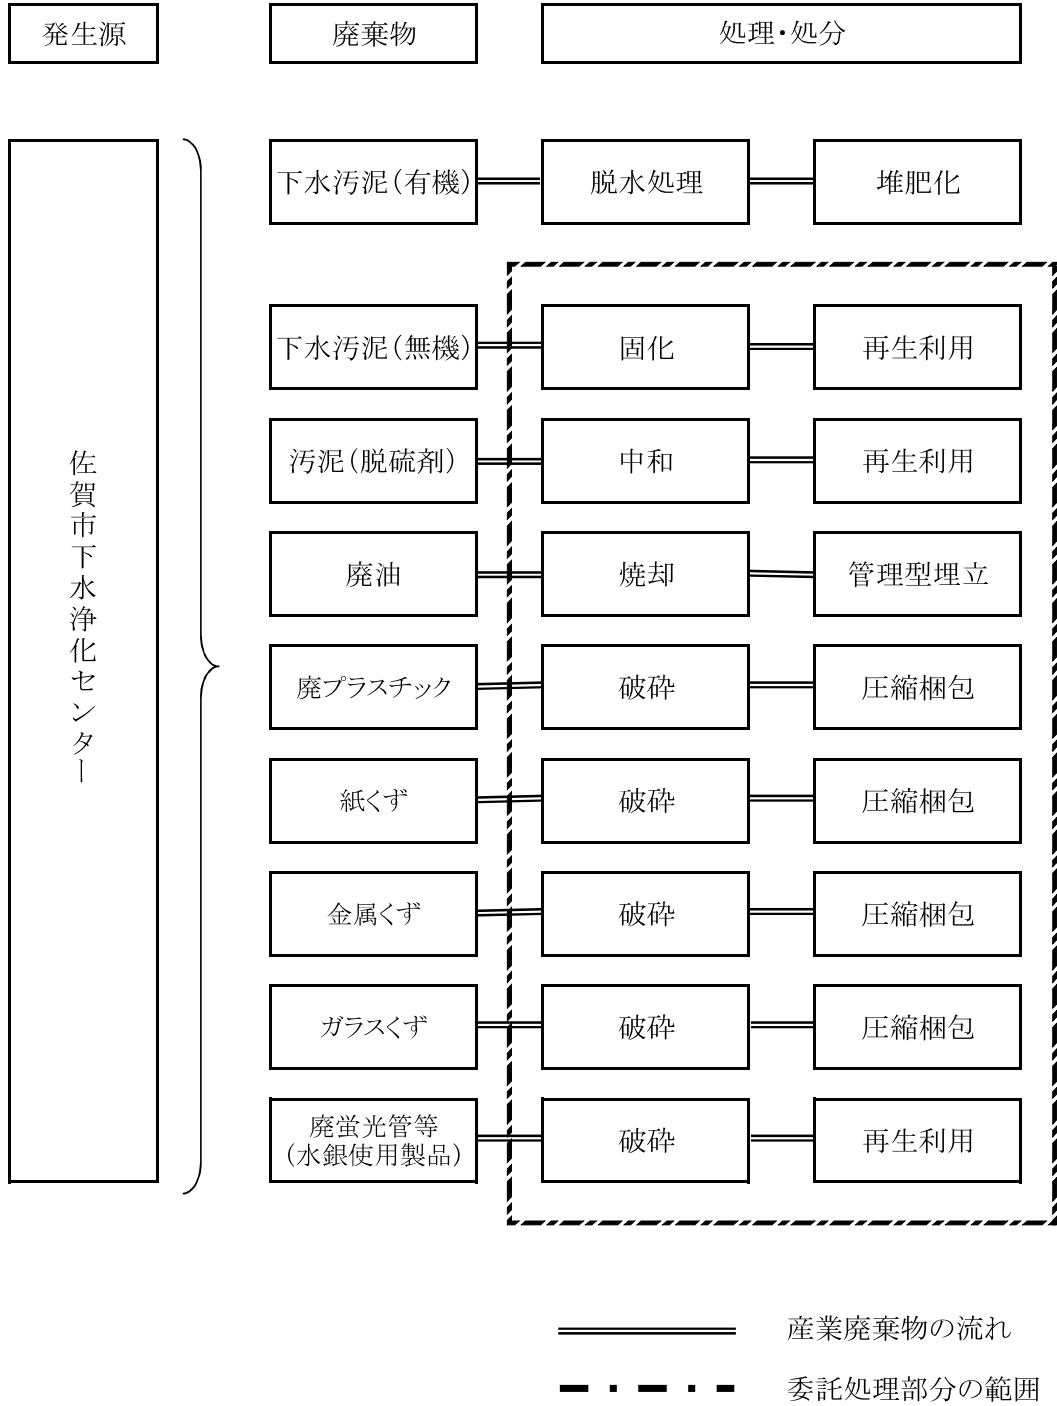 発生源
廃棄物
処理・処分
佐賀市下水浄化センター
下水汚泥（有機）
脱水処理
堆肥化
下水汚泥（無機）
固化
再生利用
汚泥（脱硫剤）
中和
再生利用
廃油
焼却
管理型埋立
廃プラスチック
破砕
圧縮梱包
紙くず
破砕
圧縮梱包
金属くず
破砕
圧縮梱包
ガラスくず
破砕
圧縮梱包
廃蛍光管等
（水銀使用製品）
破砕
再生利用
産業廃棄物の流れ
委託処理部分の範囲